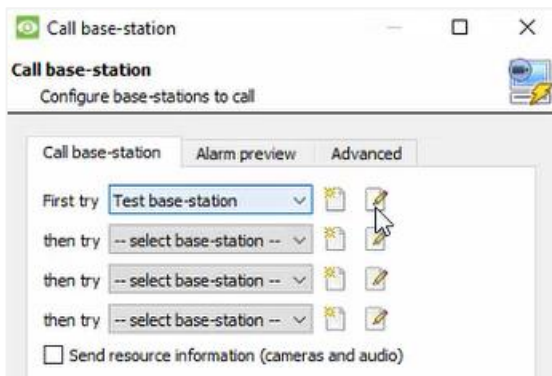 Call base-station
Call base-station
Configure base-stations to call
Call base-station Alarm preview Advanced
First try Test base-station
then try -- select base-station --
then try -- select base-station --
then try -- select base-station --
Send resource information (cameras and audio)